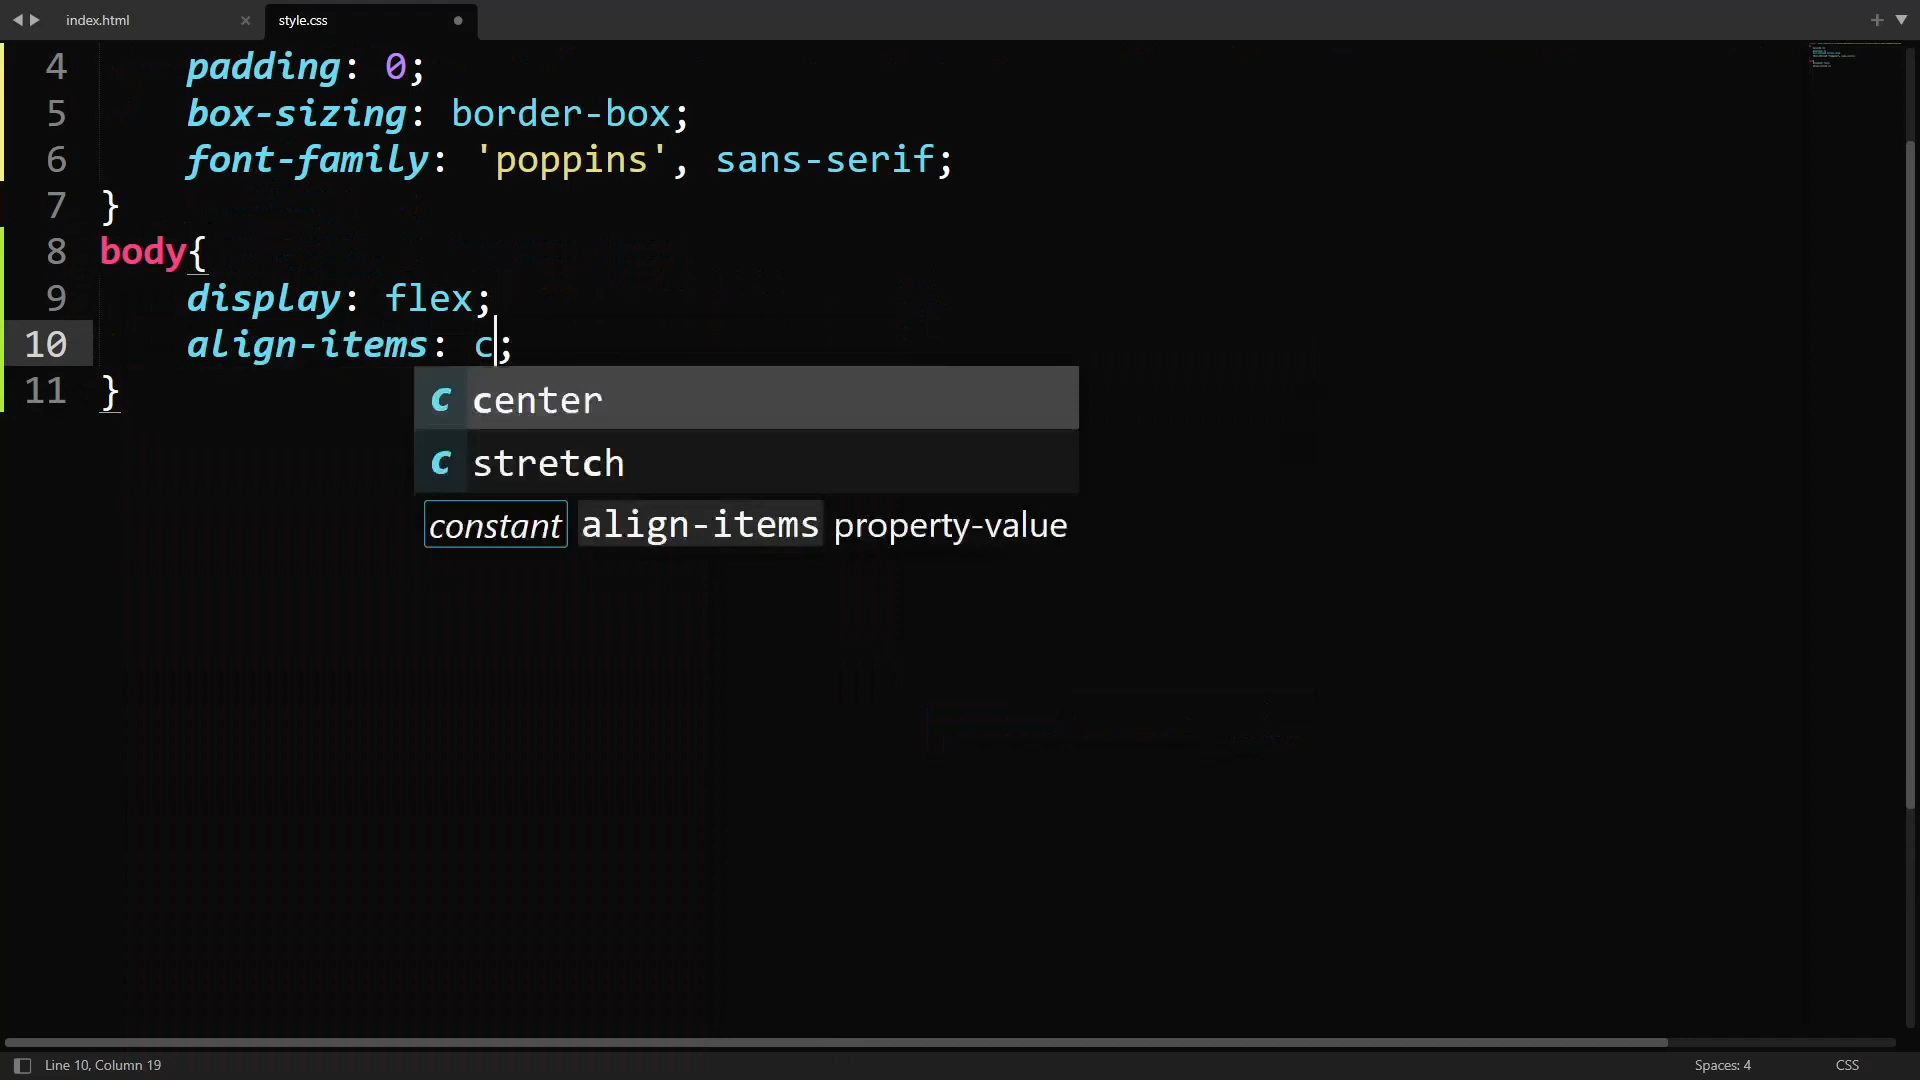 index.html × style.css
4 padding: 0;
5 box-sizing: border-box;
6 font-family: 'poppins', sans-serif;
7 }
8 body{
9 display: flex;
10 align-items: c;
11 }
c center
c stretch
constant align-items property-value
Line 10, Column 19 Spaces: 4 CSS